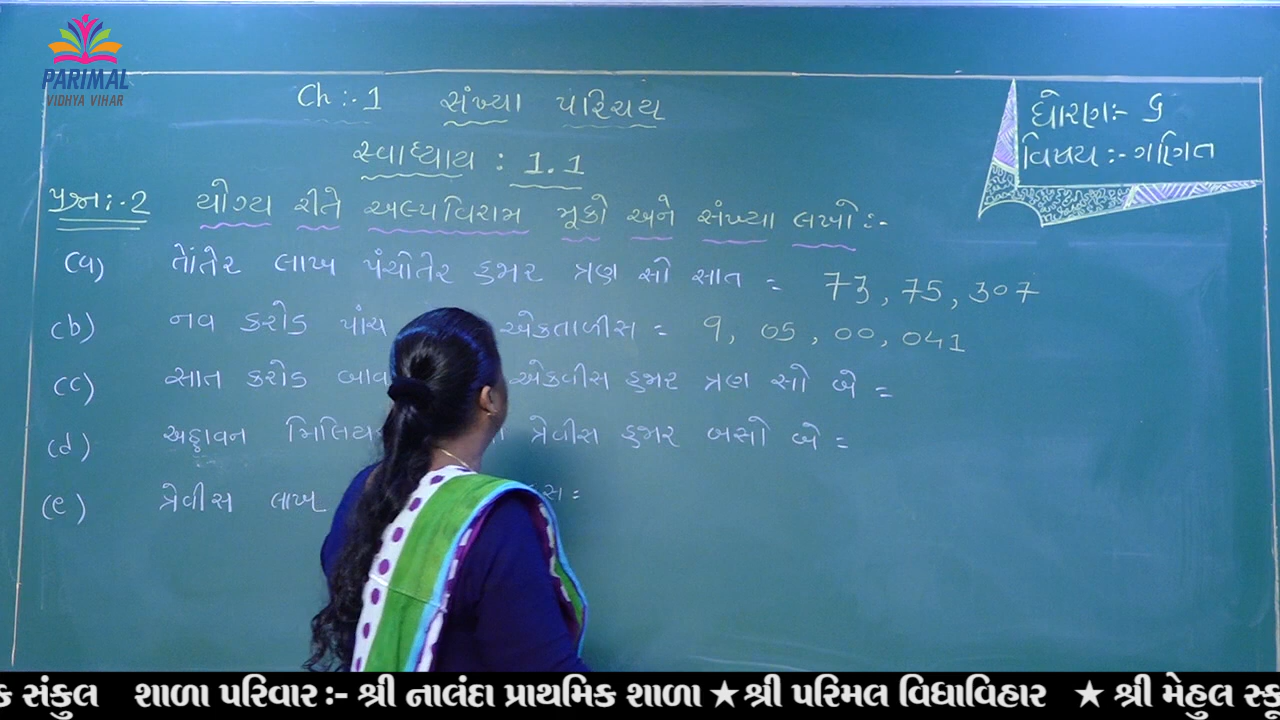 PARIMAL
VIDHYA VIHAR
Ch :- 1 સંખ્યા પરિચય
ધોરણ :- 6
વિષય :- ગણિત
સ્વાધ્યાય : 1.1
પ્રશ્ન :- 2 યોગ્ય રીતે અલ્પવિરામ મૂકો અને સંખ્યા લખો :-
(a) તોંતેર લાખ પંચોતેર હજાર ત્રણ સો સાત = 73, 75, 307
(b) નવ કરોડ પાંચ એકતાળીસ = 9, 05, 00, 041
(c) સાત કરોડ એકવીસ હજાર ત્રણ સો બે =
(d) અઠ્ઠાવન ત્રેવીસ હજાર બસો બે =
(e) ત્રેવીસ લાખ =
ક સંકુલ શાળા પરિવાર :- શ્રી નાલંદા પ્રાથમિક શાળા ★ શ્રી પરિમલ વિદ્યાવિહાર ★ શ્રી મેહુલ